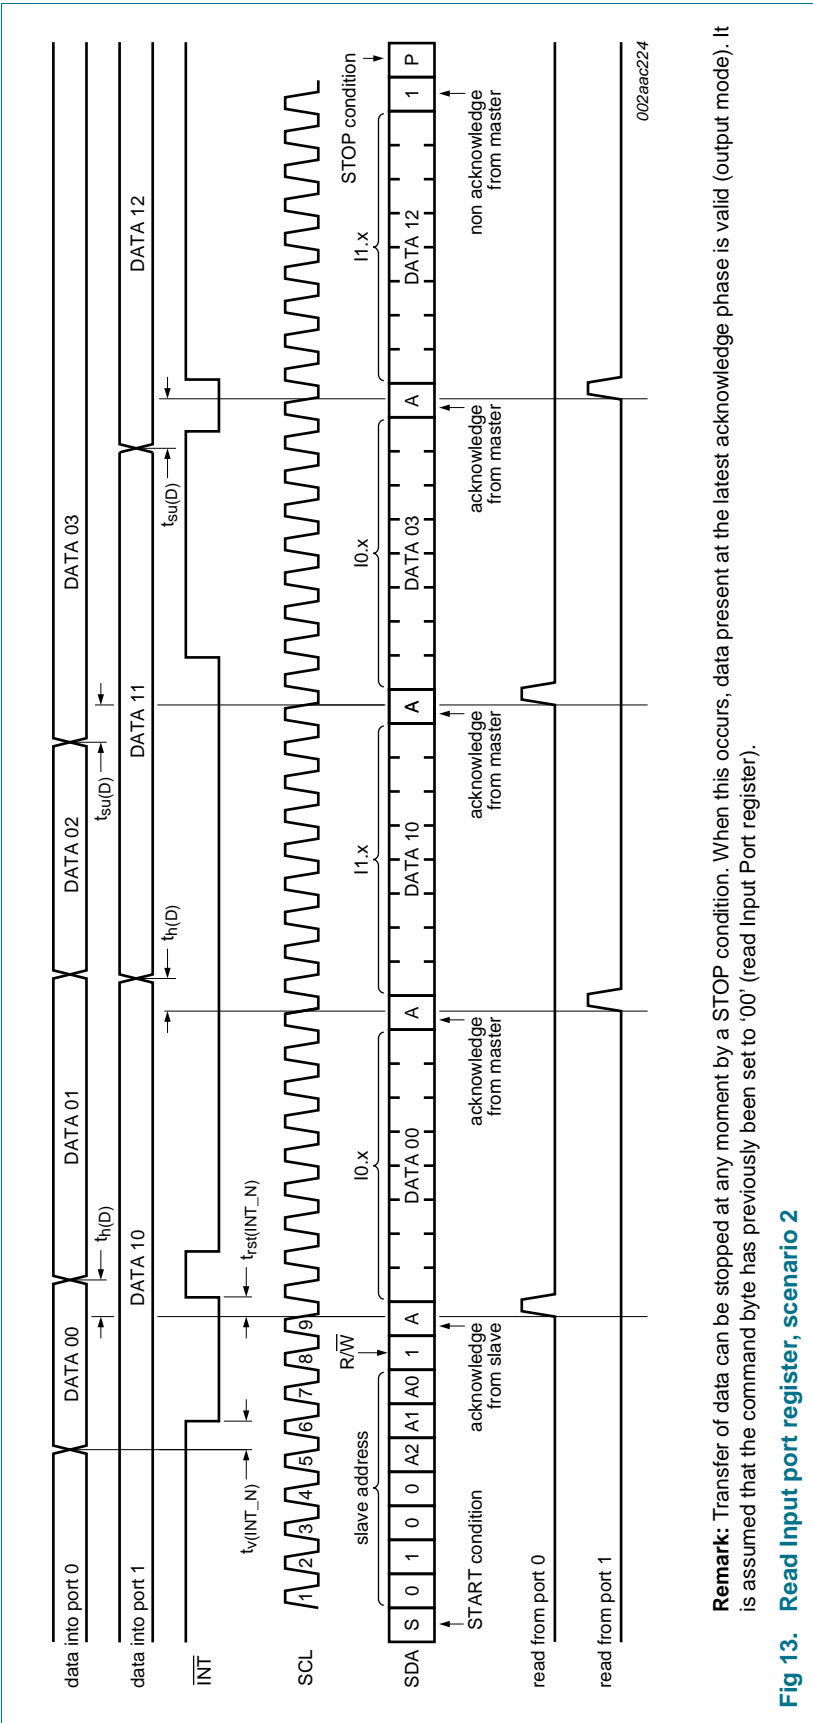 data into port 0
DATA 00
DATA 01
DATA 02
DATA 03
th(D)
tsu(D)
data into port 1
DATA 10
DATA 11
DATA 12
th(D)
tsu(D)
INT
tv(INT_N)
trst(INT_N)
SCL
1 2 3 4 5 6 7 8 9
slave address
R/W
I0.x
I1.x
I0.x
I1.x
STOP condition
SDA
S 0 1 0 0 A2 A1 A0 1 A
DATA 00
A
DATA 10
A
DATA 03
A
DATA 12
1
P
START condition
acknowledge
from slave
acknowledge
from master
acknowledge
from master
acknowledge
from master
non acknowledge
from master
read from port 0
read from port 1
002aac224
Remark: Transfer of data can be stopped at any moment by a STOP condition. When this occurs, data present at the latest acknowledge phase is valid (output mode). It
is assumed that the command byte has previously been set to ‘00’ (read Input Port register).
Fig 13. Read Input port register, scenario 2